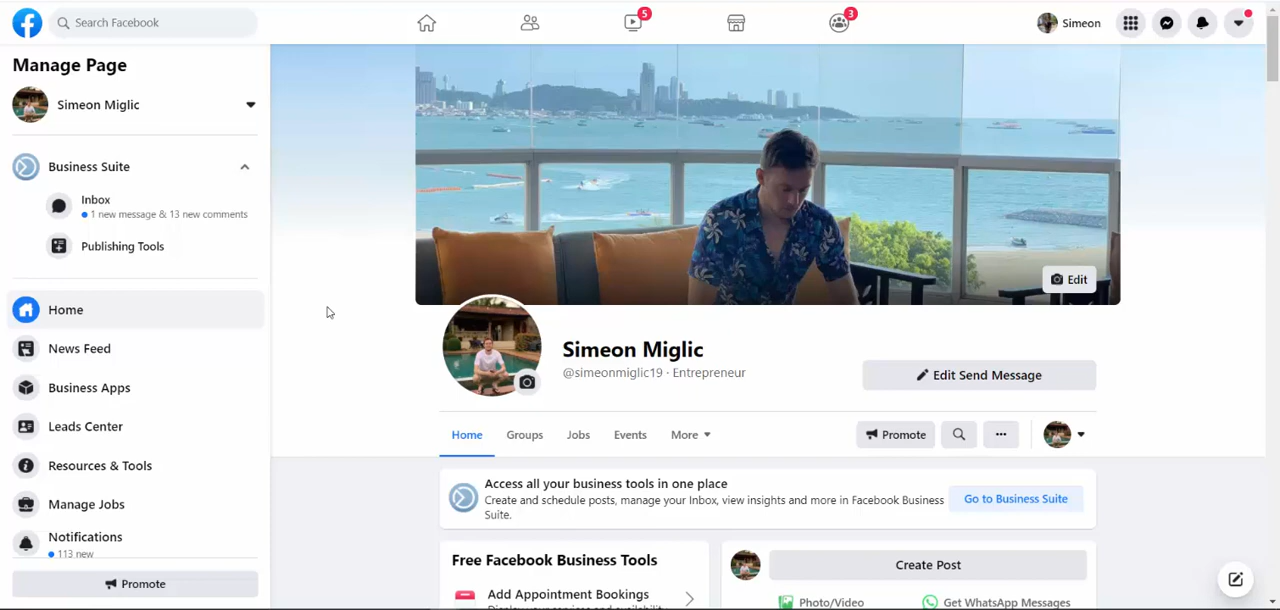 Search Facebook
5
3
Simeon
Manage Page
Simeon Miglic
Business Suite
Inbox
1 new message & 13 new comments
Publishing Tools
Home
News Feed
Business Apps
Leads Center
Resources & Tools
Manage Jobs
Notifications
113 new
Promote
Edit
Simeon Miglic
@simeonmiglic19 · Entrepreneur
Edit Send Message
Home
Groups
Jobs
Events
More
Promote
Access all your business tools in one place
Create and schedule posts, manage your Inbox, view insights and more in Facebook Business
Suite.
Go to Business Suite
Free Facebook Business Tools
Add Appointment Bookings
Create Post
Photo/Video
Get WhatsApp Messages